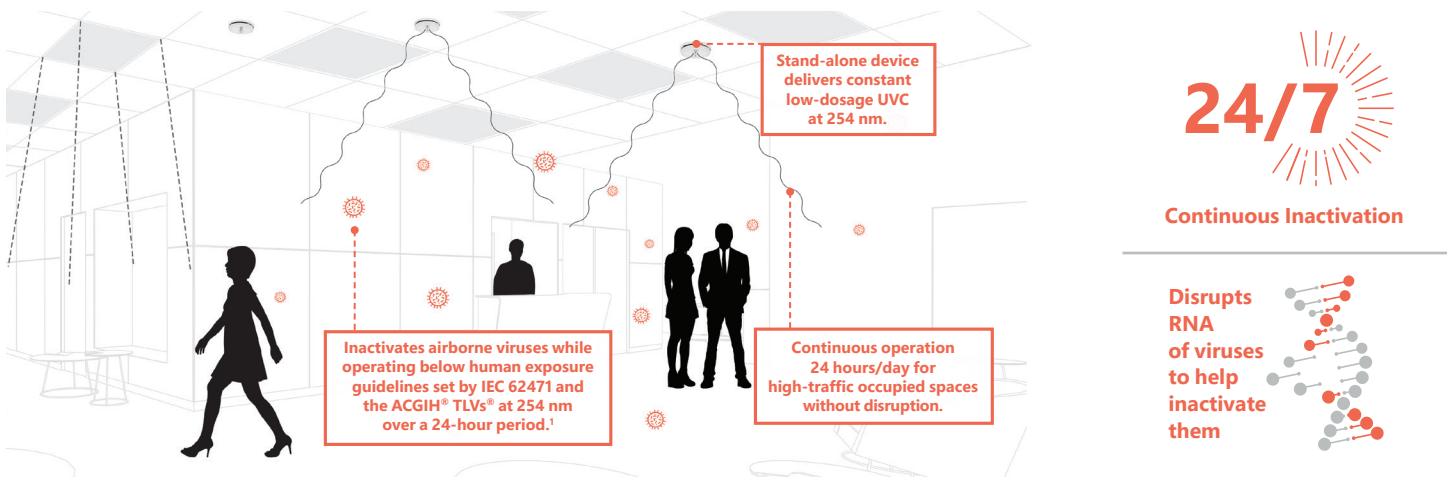 Stand-alone device
delivers constant
low-dosage UVC
at 254 nm.
Inactivates airborne viruses while
operating below human exposure
guidelines set by IEC 62471 and
the ACGIH® TLVs® at 254 nm
over a 24-hour period.¹
Continuous operation
24 hours/day for
high-traffic occupied spaces
without disruption.
24/7
Continuous Inactivation
Disrupts
RNA
of viruses
to help
inactivate
them